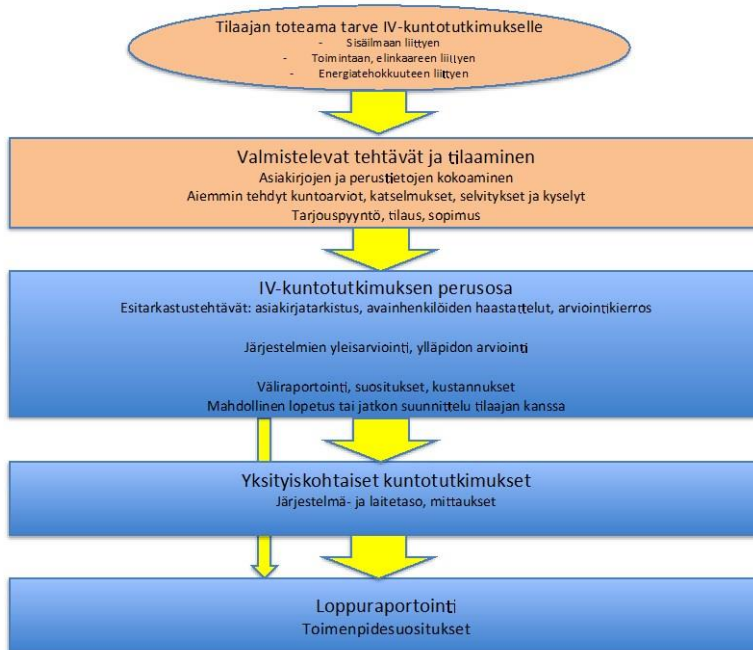 Tilaajan toteama tarve IV-kuntotutkimukselle
- Sisäilmaan liittyen
- Toimintaan, elinkaareen liittyen
- Energiatehokkuuteen liittyen
Valmistelevat tehtävät ja tilaaminen
Asiakirjojen ja perustietojen kokoaminen
Aiemmin tehdyt kuntoarviot, katselmukset, selvitykset ja kyselyt
Tarjouspyyntö, tilaus, sopimus
IV-kuntotutkimuksen perusosa
Esitarkastustehtävät: asiakirjatarkistus, avainhenkilöiden haastattelut, arviointikierros
Järjestelmien yleisarviointi, ylläpidon arviointi
Väliraportointi, suositukset, kustannukset
Mahdollinen lopetus tai jatkon suunnittelu tilaajan kanssa
Yksityiskohtaiset kuntotutkimukset
Järjestelmä- ja laitetaso, mittaukset
Loppuraportointi
Toimenpidesuositukset